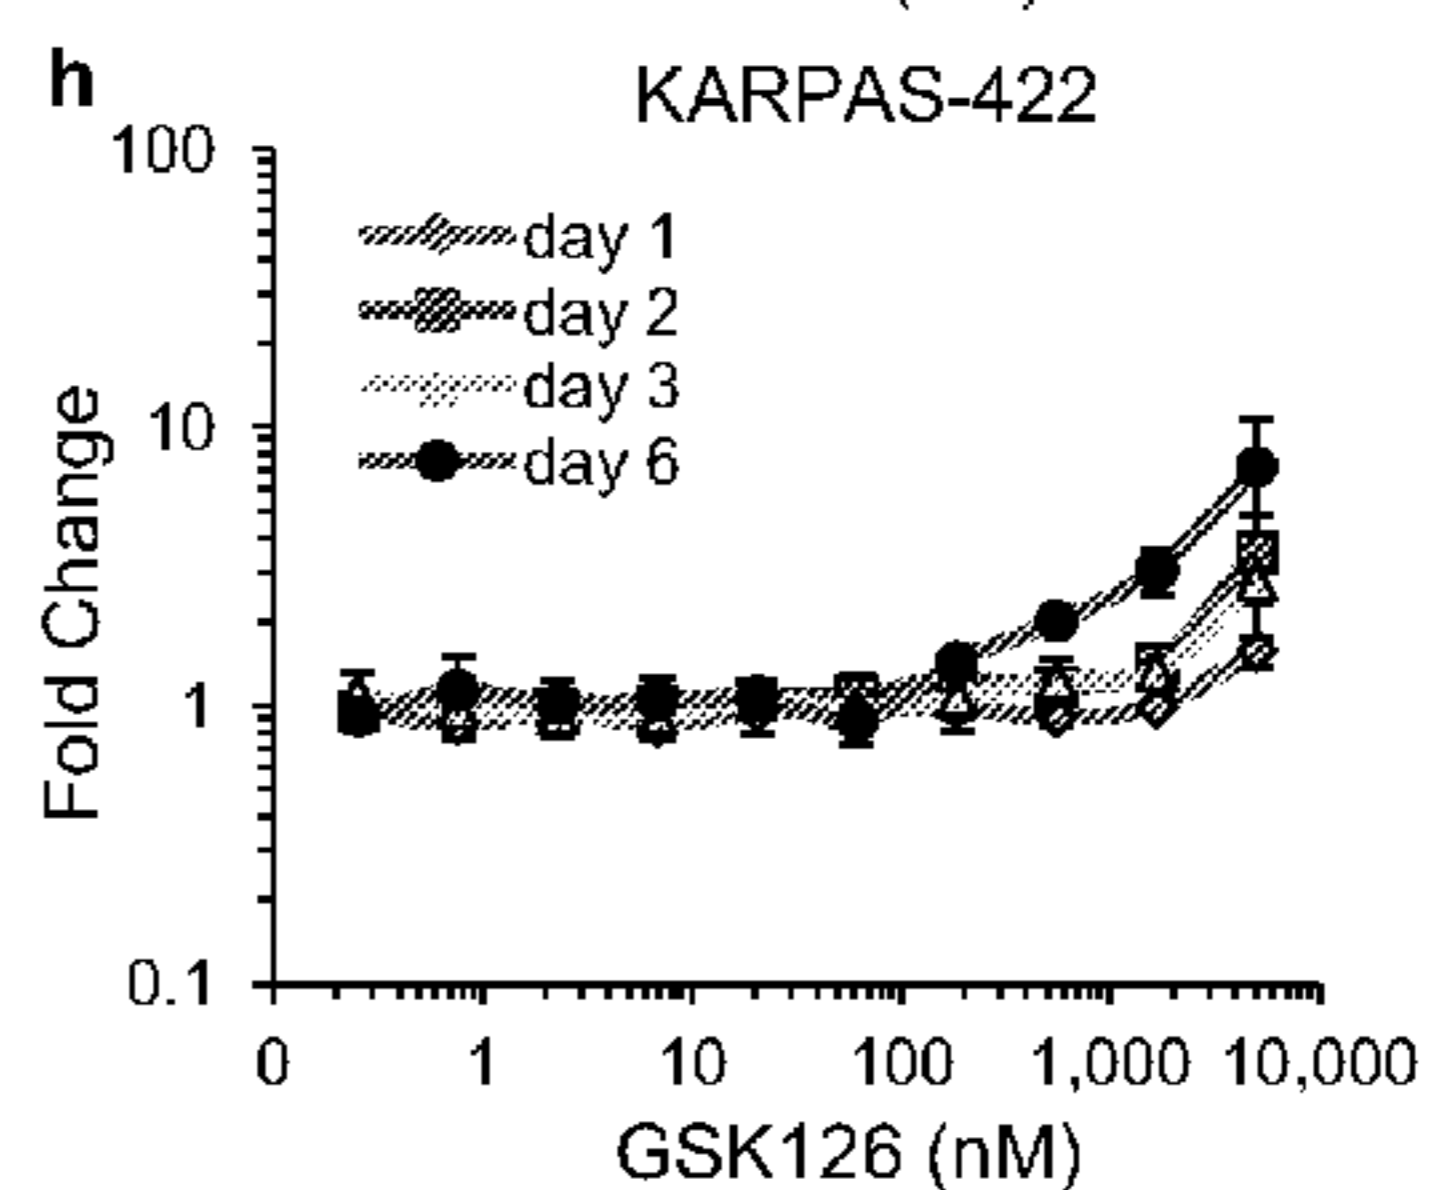 h
KARPAS-422
100
10
1
0.1
Fold Change
day 1
day 2
day 3
day 6
0 1 10 100 1,000 10,000
GSK126 (nM)